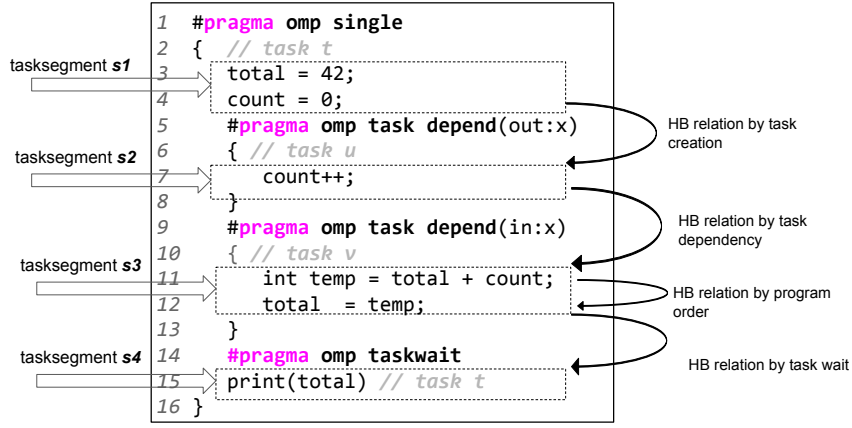 1 #pragma omp single
2 { // task t
tasksegment s1
3 total = 42;
4 count = 0;
5 #pragma omp task depend(out:x)
HB relation by task
creation
tasksegment s2
6 { // task u
7 count++;
8 }
9 #pragma omp task depend(in:x)
HB relation by task
dependency
10 { // task v
tasksegment s3
11 int temp = total + count;
12 total = temp;
HB relation by program
order
13 }
tasksegment s4
14 #pragma omp taskwait
HB relation by task wait
15 print(total) // task t
16 }